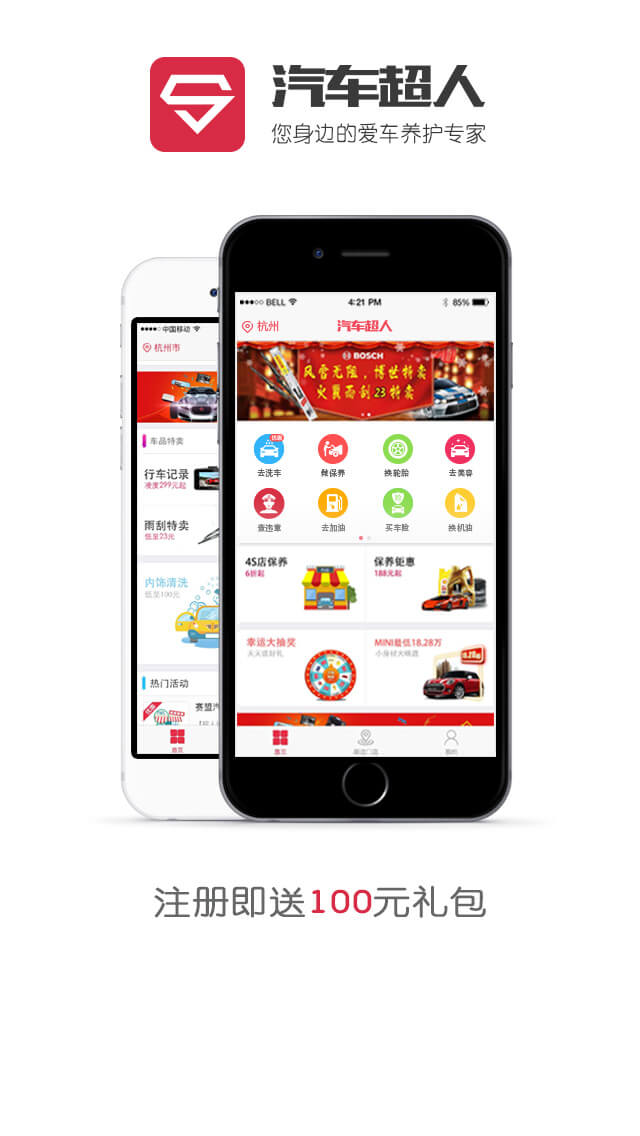 汽车超人
您身边的爱车养护专家
中国移动
杭州市
车品特卖
行车记录
凌度299元起
雨刮特卖
低至23元
内饰清洗
低至100元
热门活动
赛盟汽
首页
BELL
4:21 PM
85%
杭州
汽车超人
BOSCH
风雪无阻，博世特卖
火翼雨刮23特卖
去洗车
做保养
换轮胎
去美容
查违章
去加油
买车险
换机油
4S店保养
6折起
保养钜惠
188元起
幸运大抽奖
天天送好礼
MINI最低18.28万
小身材大味道
首页
我的
注册即送100元礼包